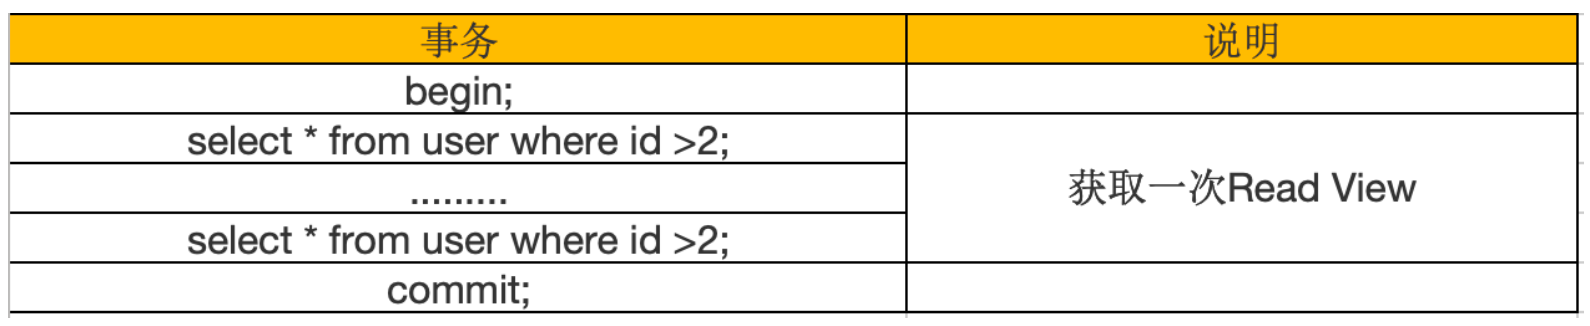 事务 说明
begin;
select * from user where id >2;
.........
获取一次Read View
select * from user where id >2;
commit;